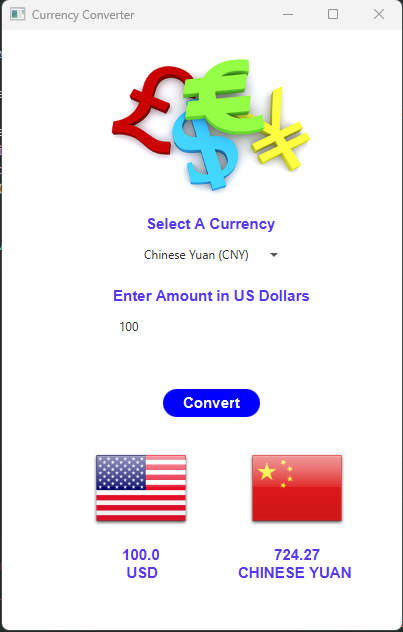 Currency Converter
Select A Currency
Chinese Yuan (CNY)
Enter Amount in US Dollars
100
Convert
100.0
USD
724.27
CHINESE YUAN